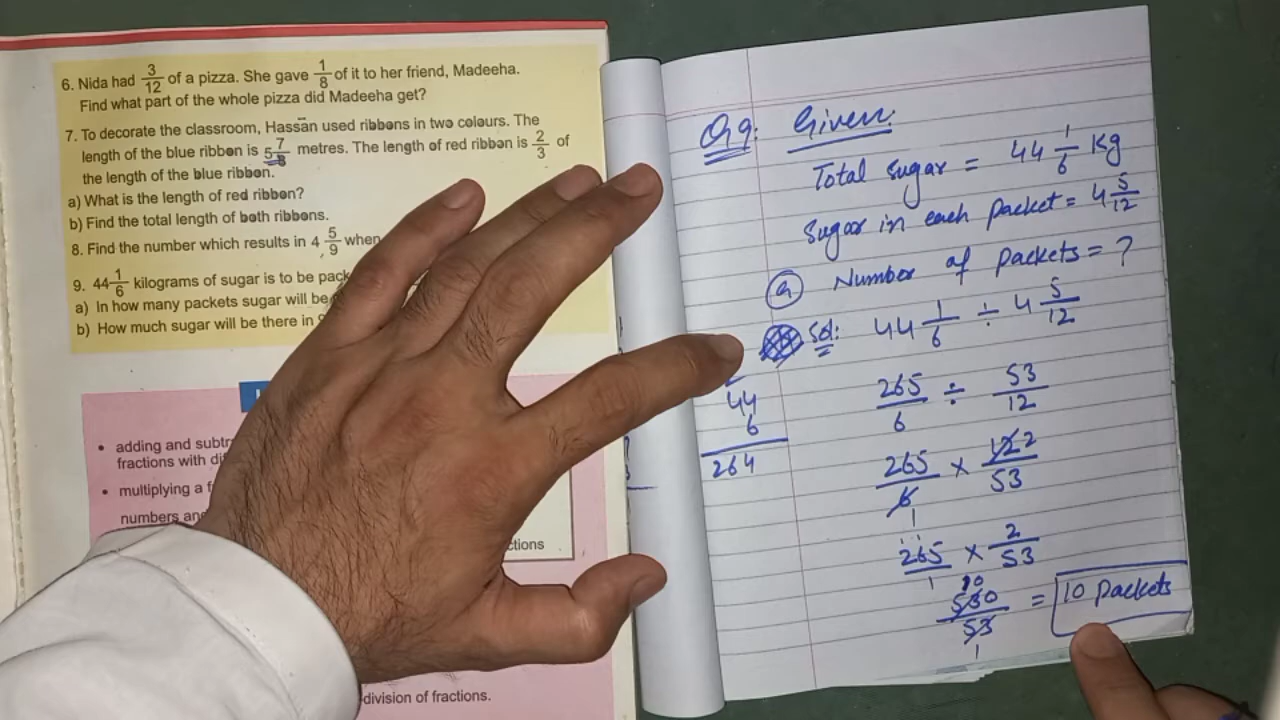 6. Nida had 3/12 of a pizza. She gave 1/8 of it to her friend, Madeeha.
Find what part of the whole pizza did Madeeha get?
7. To decorate the classroom, Hassan used ribbons in two colours. The
length of the blue ribbon is 5 7/8 metres. The length of red ribbon is 2/3 of
the length of the blue ribbon.
a) What is the length of red ribbon?
b) Find the total length of both ribbons.
8. Find the number which results in 4 5/9 when
9. 44 1/6 kilograms of sugar is to be
a) In how many packets sugar will be
b) How much sugar will be there in
• adding and
fractions with
• multiplying a
numbers
division of fractions.
Q9: Given:
Total sugar = 44 1/6 Kg
Sugar in each Packet = 4 5/12
a Number of packets = ?
Sol: 44 1/6 ÷ 4 5/12
265/6 ÷ 53/12
265/6 × 12 2/53
1
265/1 × 2/53
10
530/53 = 10 Packets
1
44
6
264